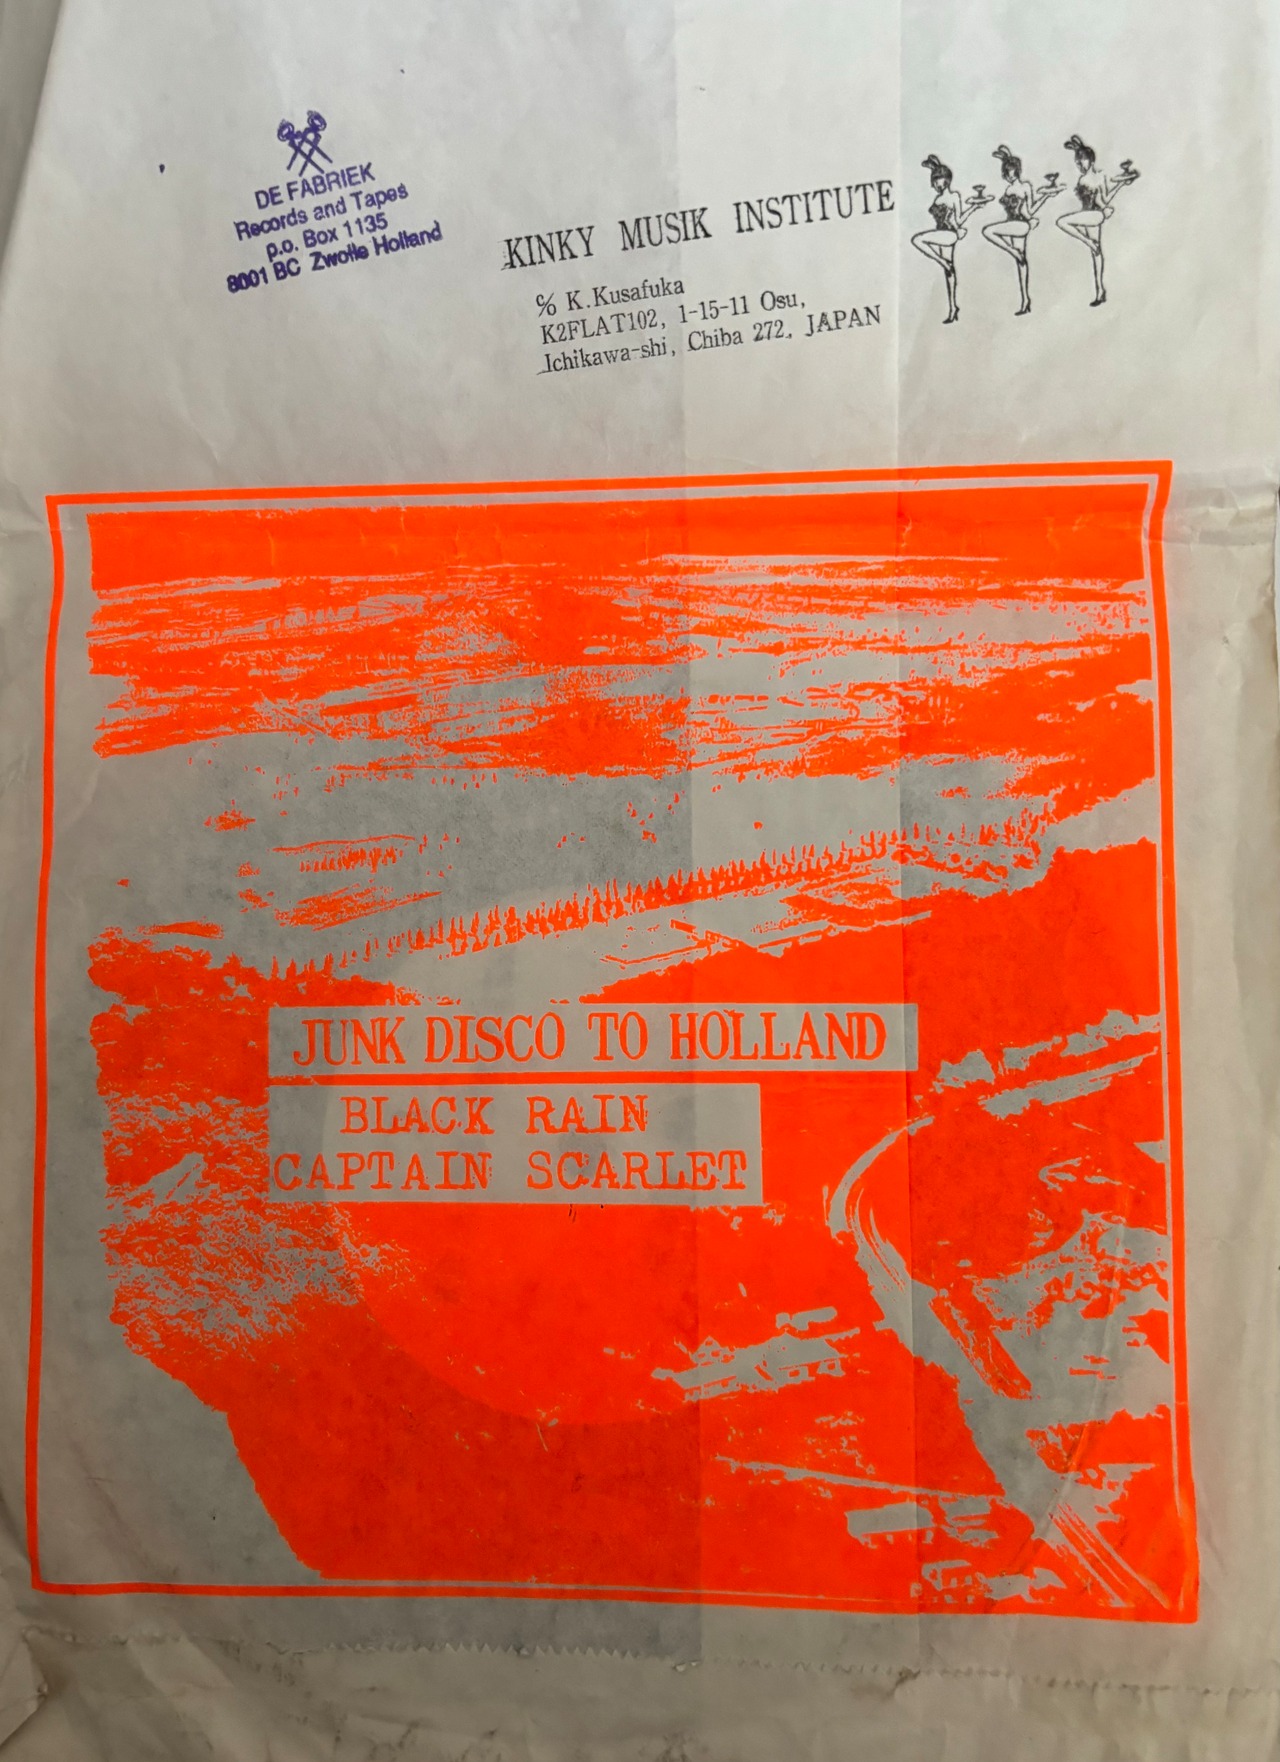 DE FABRIEK
Records and Tapes
p.o. Box 1135
8001 BC Zwolle Holland
KINKY MUSIK INSTITUTE
℅ K.Kusafuka
K2FLAT102, 1-15-11 Osu,
Ichikawa-shi, Chiba 272, JAPAN
JUNK DISCO TO HOLLAND
BLACK RAIN
CAPTAIN SCARLET